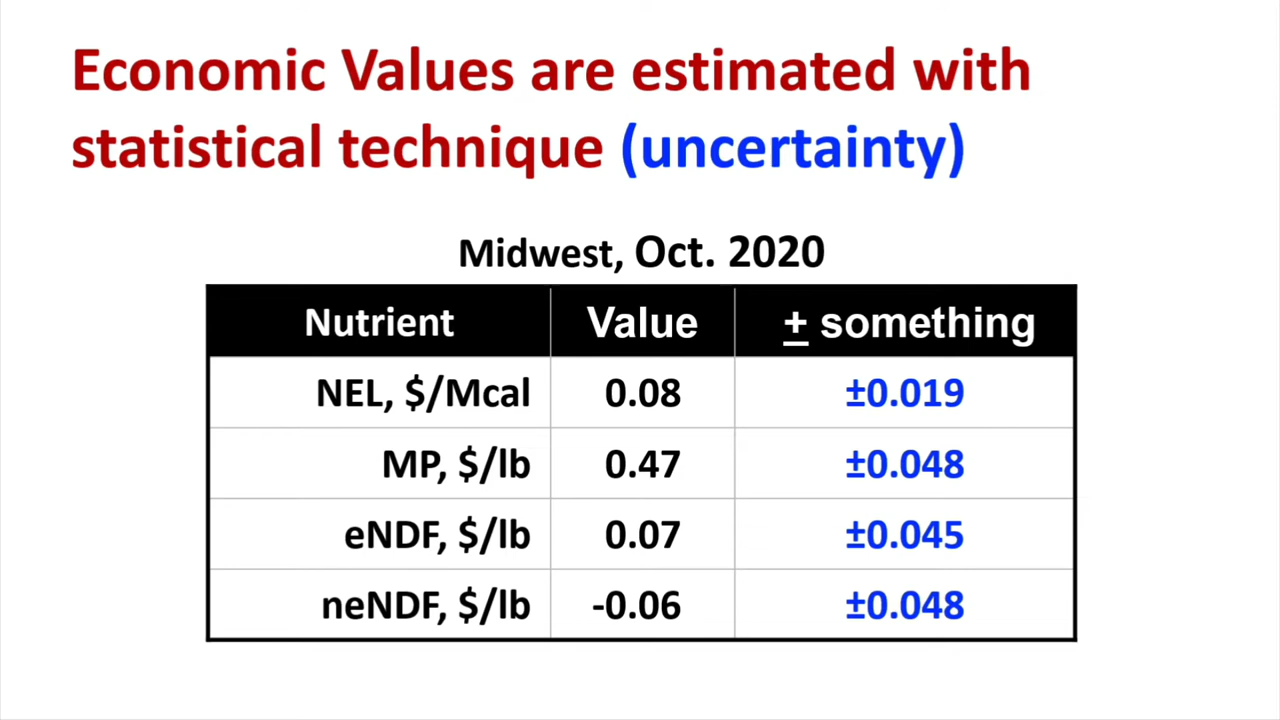 Economic Values are estimated with
statistical technique (uncertainty)
Midwest, Oct. 2020
Nutrient Value ± something
NEL, $/Mcal 0.08 ±0.019
MP, $/lb 0.47 ±0.048
eNDF, $/lb 0.07 ±0.045
neNDF, $/lb -0.06 ±0.048